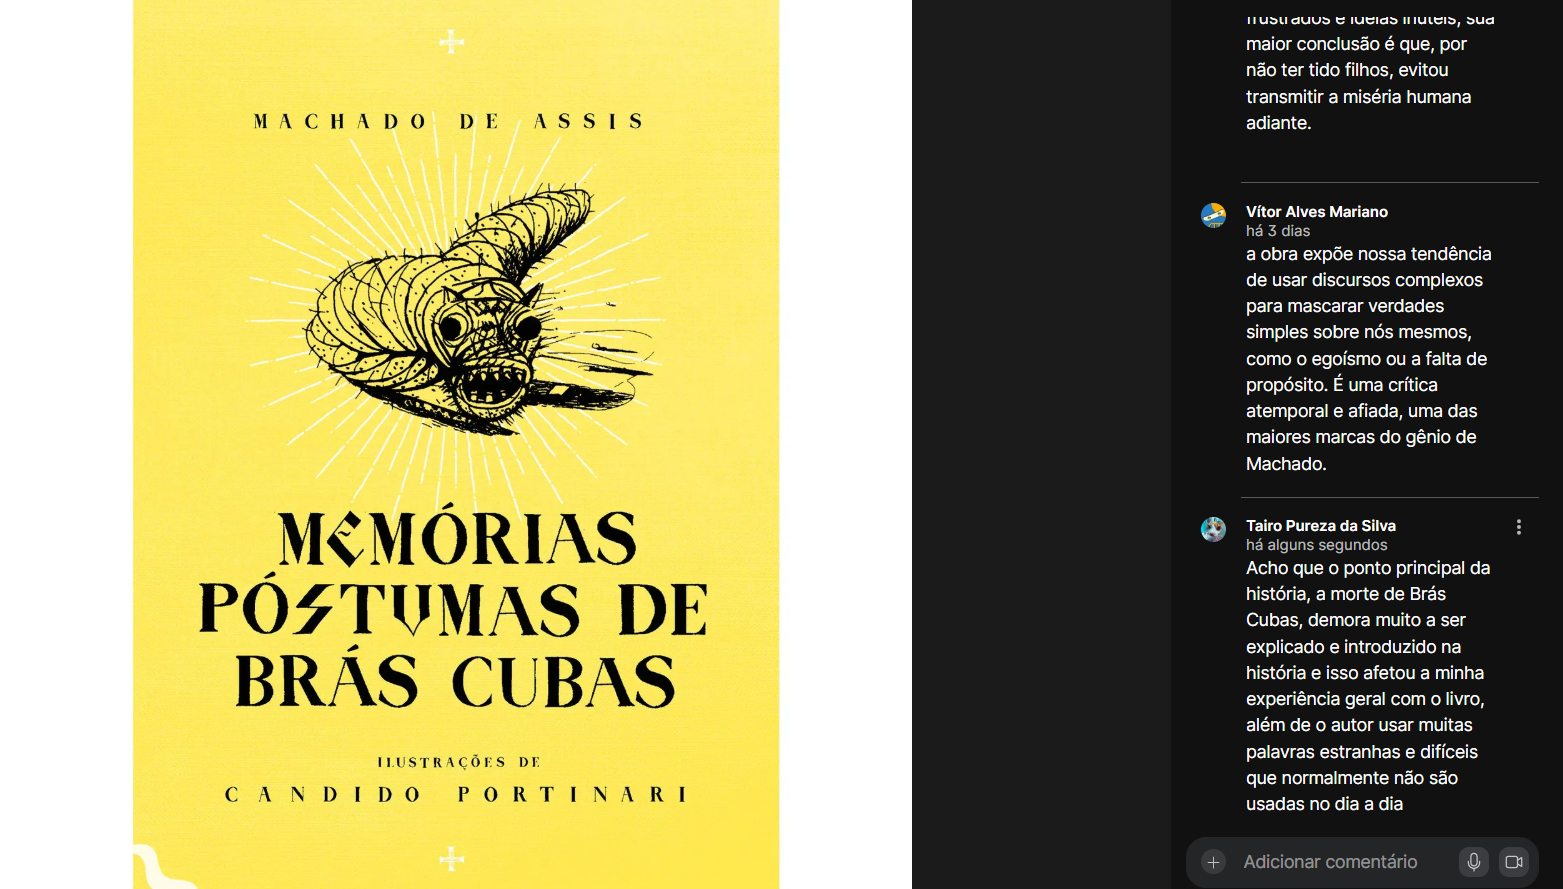 MACHADO DE ASSIS
MEMÓRIAS
PÓSTUMAS DE
BRÁS CUBAS
ILUSTRAÇÕES DE
CANDIDO PORTINARI
frustrados e ideias inúteis, sua
maior conclusão é que, por
não ter tido filhos, evitou
transmitir a miséria humana
adiante.
Vítor Alves Mariano
há 3 dias
a obra expõe nossa tendência
de usar discursos complexos
para mascarar verdades
simples sobre nós mesmos,
como o egoísmo ou a falta de
propósito. É uma crítica
atemporal e afiada, uma das
maiores marcas do gênio de
Machado.
Tairo Pureza da Silva
há alguns segundos
Acho que o ponto principal da
história, a morte de Brás
Cubas, demora muito a ser
explicado e introduzido na
história e isso afetou a minha
experiência geral com o livro,
além de o autor usar muitas
palavras estranhas e difíceis
que normalmente não são
usadas no dia a dia
Adicionar comentário